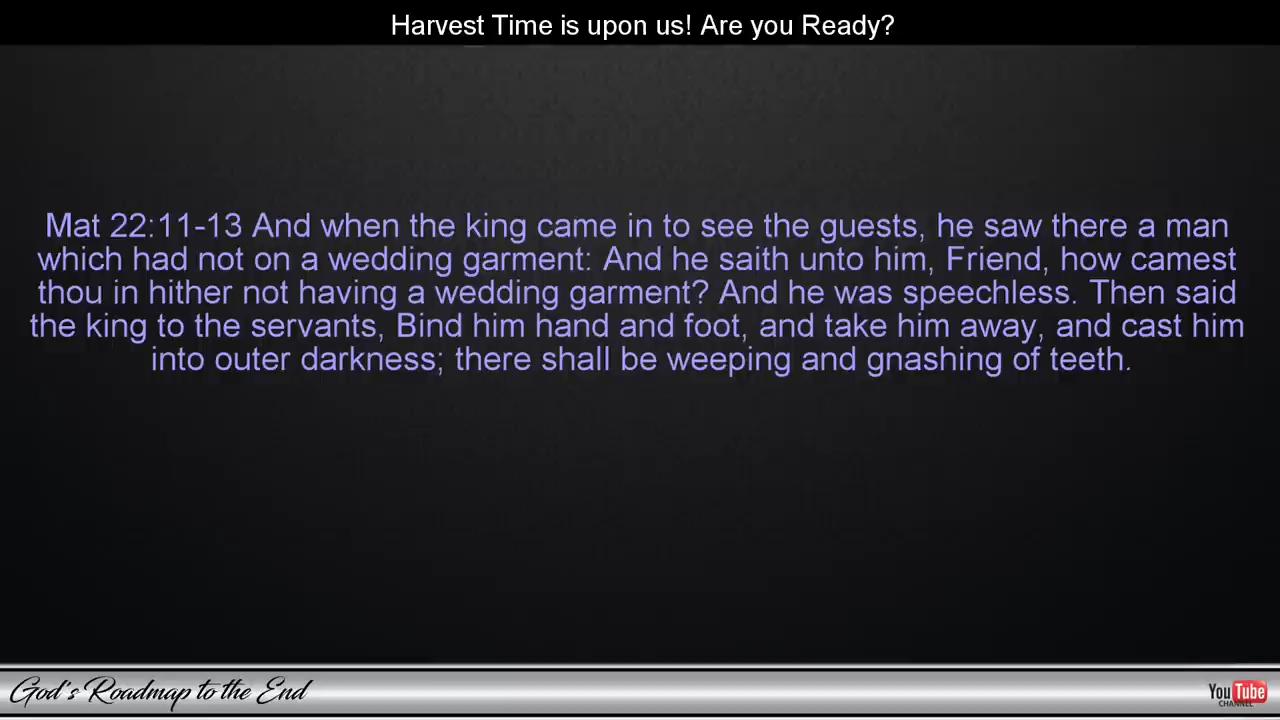 Harvest Time is upon us! Are you Ready?
Mat 22:11-13 And when the king came in to see the guests, he saw there a man
which had not on a wedding garment: And he saith unto him, Friend, how camest
thou in hither not having a wedding garment? And he was speechless. Then said
the king to the servants, Bind him hand and foot, and take him away, and cast him
into outer darkness; there shall be weeping and gnashing of teeth.
God's Roadmap to the End
YouTube
CHANNEL